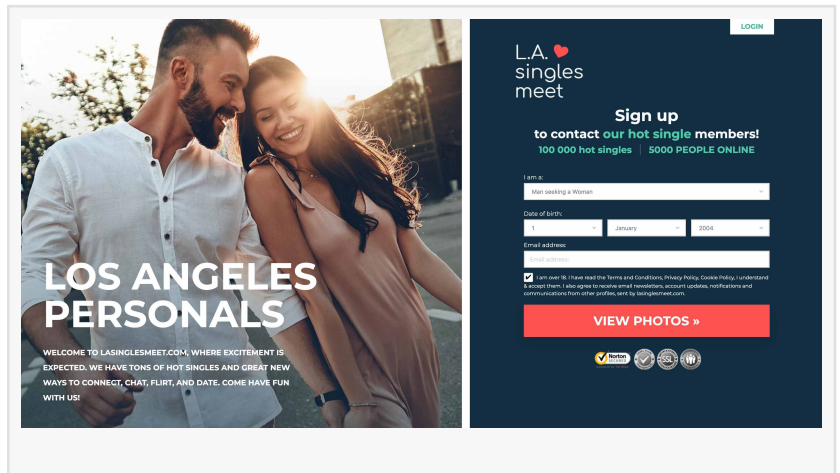 LOGIN
L.A.
singles
meet
Sign up
to contact our hot single members!
100 000 hot singles | 5000 PEOPLE ONLINE
I am a:
Man seeking a Woman
Date of birth:
1 January 2004
Email address:
Email address:
I am over 18. I have read the Terms and Conditions, Privacy Policy, Cookie Policy, I understand
& accept them. I also agree to receive email newsletters, account updates, notifications and
communications from other profiles, sent by lasinglesmeet.com.
VIEW PHOTOS »
Norton
SECURED
SSL
LOS ANGELES
PERSONALS
WELCOME TO LASINGLESMEET.COM, WHERE EXCITEMENT IS
EXPECTED. WE HAVE TONS OF HOT SINGLES AND GREAT NEW
WAYS TO CONNECT, CHAT, FLIRT, AND DATE. COME HAVE FUN
WITH US!